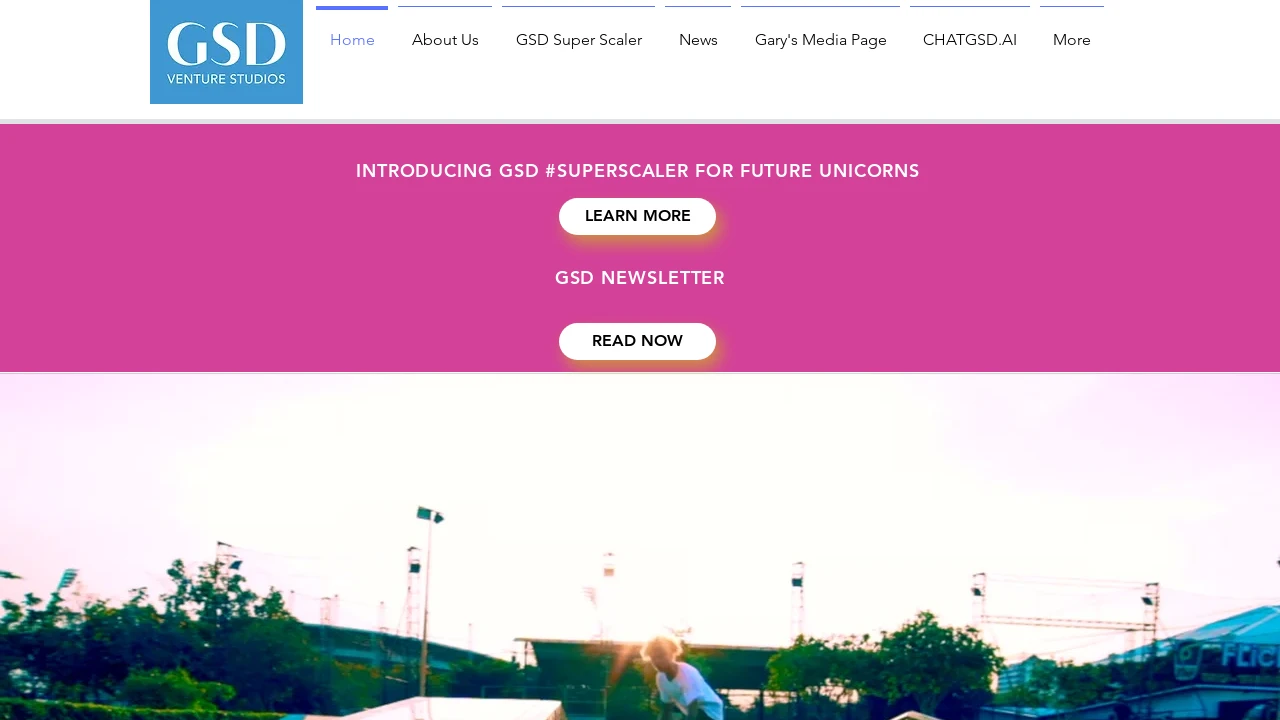 GSD
VENTURE STUDIOS
Home
About Us
GSD Super Scaler
News
Gary's Media Page
CHATGSD.AI
More
INTRODUCING GSD #SUPERSCALER FOR FUTURE UNICORNS
LEARN MORE
GSD NEWSLETTER
READ NOW